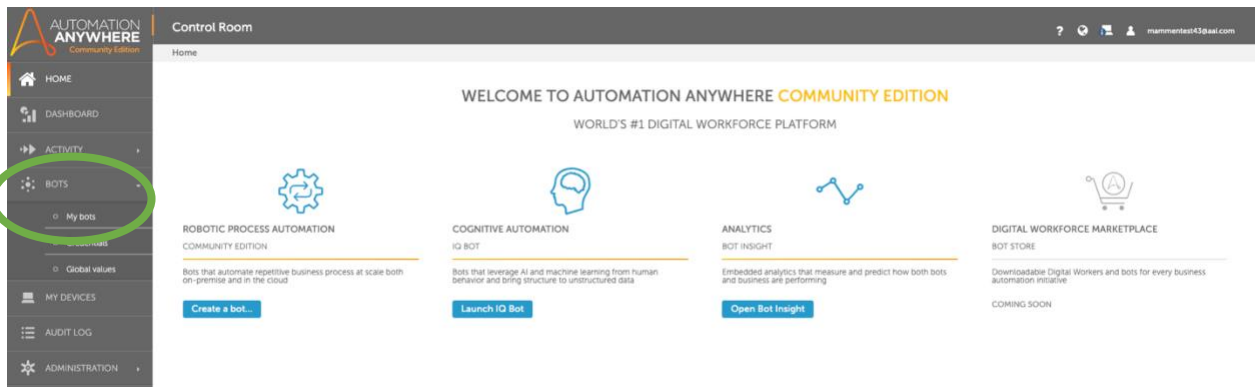 AUTOMATION
ANYWHERE
Community Edition
Control Room
? mammentest43@aai.com
Home
HOME
DASHBOARD
ACTIVITY
BOTS
My bots
Credentials
Global values
MY DEVICES
AUDIT LOG
ADMINISTRATION
WELCOME TO AUTOMATION ANYWHERE COMMUNITY EDITION
WORLD'S #1 DIGITAL WORKFORCE PLATFORM
ROBOTIC PROCESS AUTOMATION
COMMUNITY EDITION
Bots that automate repetitive business process at scale both
on-premise and in the cloud
Create a bot...
COGNITIVE AUTOMATION
IQ BOT
Bots that leverage AI and machine learning from human
behavior and bring structure to unstructured data
Launch IQ Bot
ANALYTICS
BOT INSIGHT
Embedded analytics that measure and predict how both bots
and business are performing
Open Bot Insight
DIGITAL WORKFORCE MARKETPLACE
BOT STORE
Downloadable Digital Workers and bots for every business
automation initiative
COMING SOON